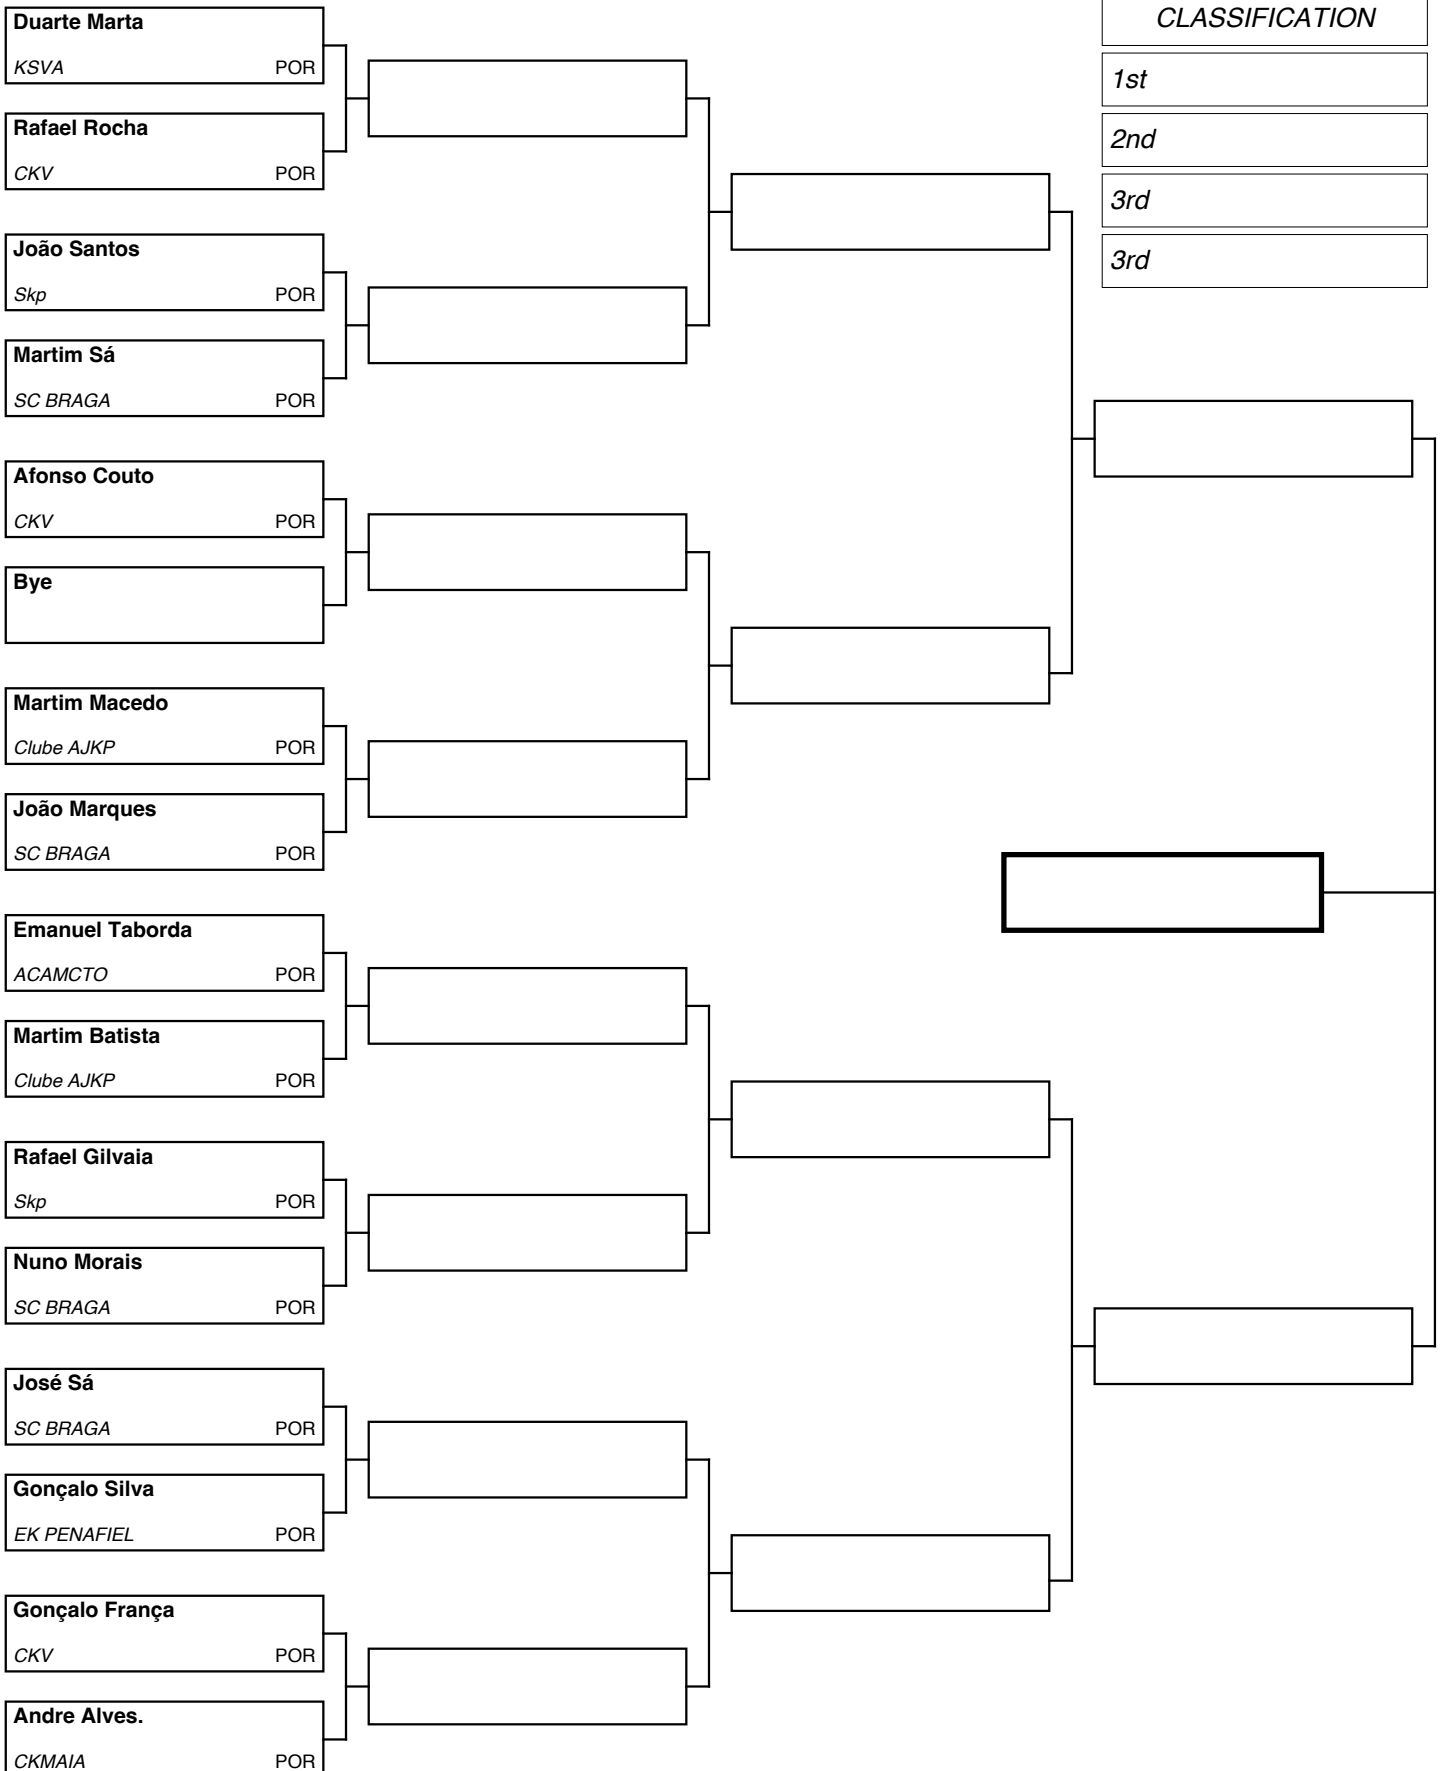 Duarte Marta
KSVA POR
Rafael Rocha
CKV POR
João Santos
Skp POR
Martim Sá
SC BRAGA POR
Afonso Couto
CKV POR
Bye
Martim Macedo
Clube AJKP POR
João Marques
SC BRAGA POR
Emanuel Taborda
ACAMCTO POR
Martim Batista
Clube AJKP POR
Rafael Gilvaia
Skp POR
Nuno Morais
SC BRAGA POR
José Sá
SC BRAGA POR
Gonçalo Silva
EK PENAFIEL POR
Gonçalo França
CKV POR
Andre Alves.
CKMAIA POR
CLASSIFICATION
1st
2nd
3rd
3rd